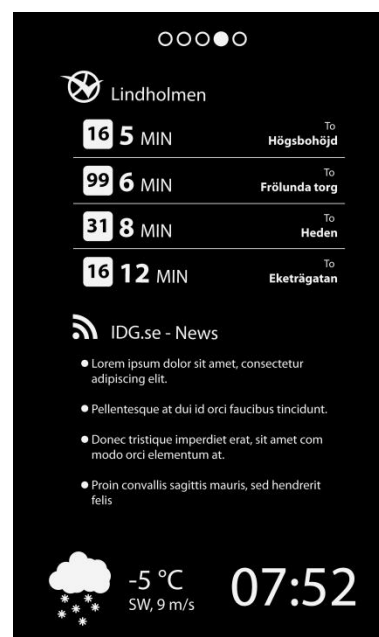 Lindholmen
16 5 MIN To
Högsbohöjd
99 6 MIN To
Frölunda torg
31 8 MIN To
Heden
16 12 MIN To
Eketrägatan
IDG.se - News
Lorem ipsum dolor sit amet, consectetur
adipiscing elit.
Pellentesque at dui id orci faucibus tincidunt.
Donec tristique imperdiet erat, sit amet com
modo orci elementum at.
Proin convallis sagittis mauris, sed hendrerit
felis
-5 °C
SW, 9 m/s
07:52